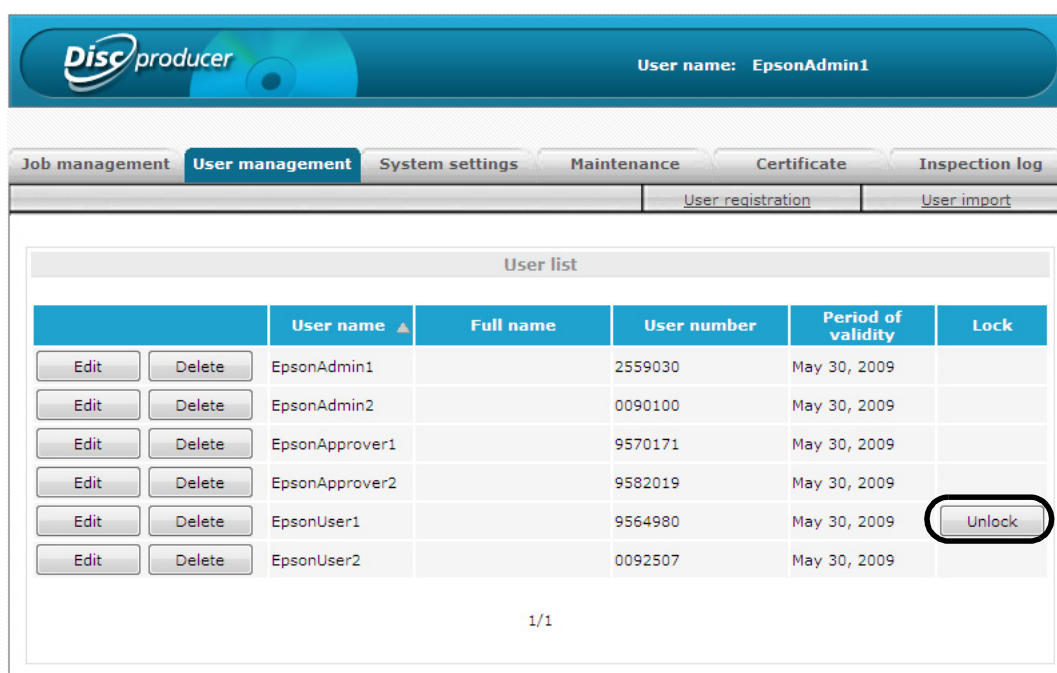 Disc producer User name: EpsonAdmin1
Job management User management System settings Maintenance Certificate Inspection log
User registration User import
User list
User name Full name User number Period of validity Lock
Edit Delete EpsonAdmin1 2559030 May 30, 2009
Edit Delete EpsonAdmin2 0090100 May 30, 2009
Edit Delete EpsonApprover1 9570171 May 30, 2009
Edit Delete EpsonApprover2 9582019 May 30, 2009
Edit Delete EpsonUser1 9564980 May 30, 2009 Unlock
Edit Delete EpsonUser2 0092507 May 30, 2009
1/1